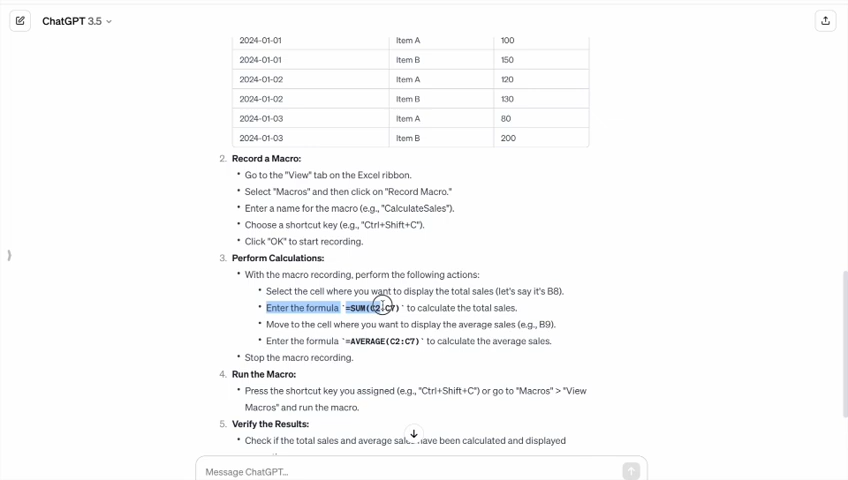 ChatGPT 3.5
2024-01-01 Item A 100
2024-01-01 Item B 150
2024-01-02 Item A 120
2024-01-02 Item B 130
2024-01-03 Item A 80
2024-01-03 Item B 200
2. Record a Macro:
• Go to the "View" tab on the Excel ribbon.
• Select "Macros" and then click on "Record Macro."
• Enter a name for the macro (e.g., "CalculateSales").
• Choose a shortcut key (e.g., "Ctrl+Shift+C").
• Click "OK" to start recording.
3. Perform Calculations:
• With the macro recording, perform the following actions:
• Select the cell where you want to display the total sales (let's say it's B8).
• Enter the formula `=SUM(C2:C7)` to calculate the total sales.
• Move to the cell where you want to display the average sales (e.g., B9).
• Enter the formula `=AVERAGE(C2:C7)` to calculate the average sales.
• Stop the macro recording.
4. Run the Macro:
• Press the shortcut key you assigned (e.g., "Ctrl+Shift+C") or go to "Macros" > "View
Macros" and run the macro.
5. Verify the Results:
• Check if the total sales and average sales have been calculated and displayed
Message ChatGPT...